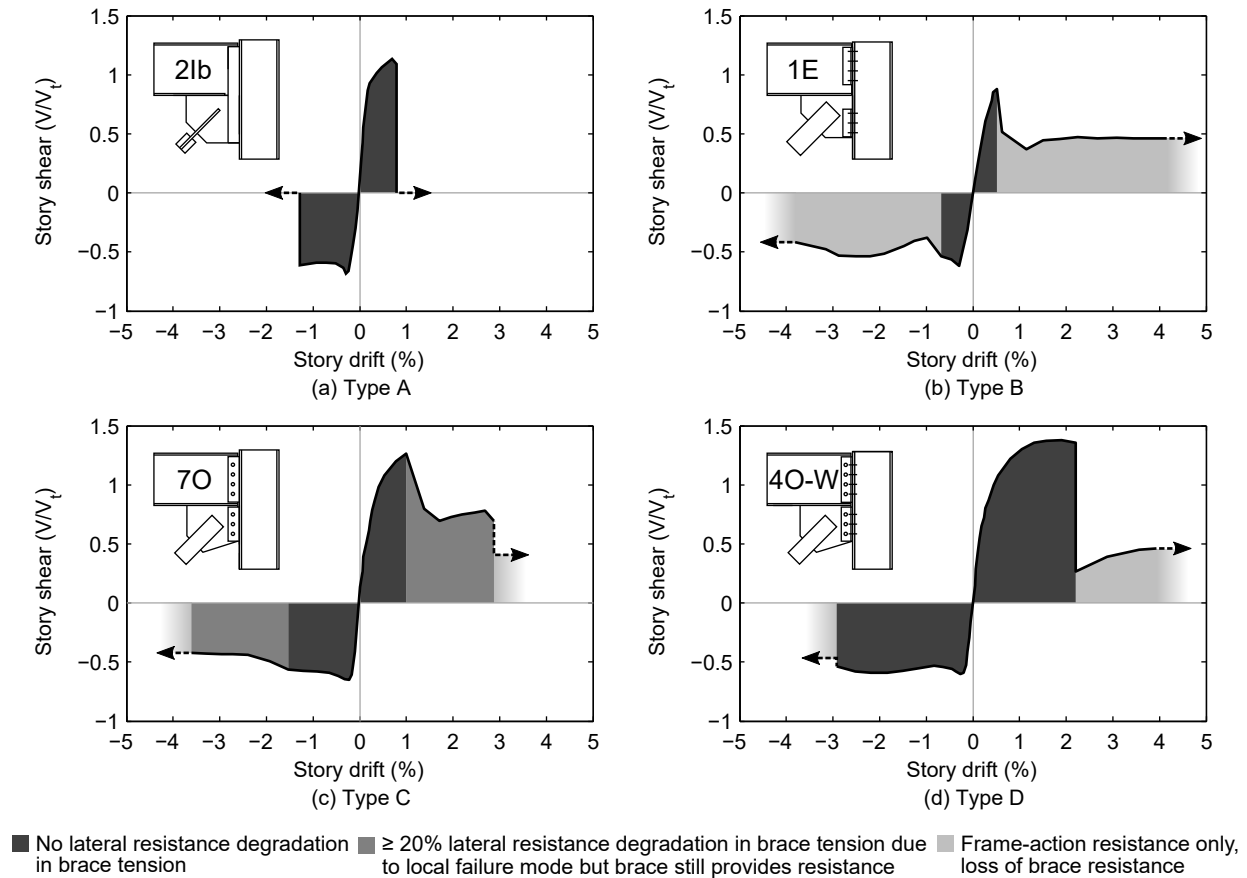 1.5
1
0.5
0
−0.5
−1
Story shear (V/Vt)
2Ib
−5 −4 −3 −2 −1 0 1 2 3 4 5
Story drift (%)
(a) Type A
1.5
1
0.5
0
−0.5
−1
Story shear (V/Vt)
1E
−5 −4 −3 −2 −1 0 1 2 3 4 5
Story drift (%)
(b) Type B
1.5
1
0.5
0
−0.5
−1
Story shear (V/Vt)
7O
−5 −4 −3 −2 −1 0 1 2 3 4 5
Story drift (%)
(c) Type C
1.5
1
0.5
0
−0.5
−1
Story shear (V/Vt)
4O-W
−5 −4 −3 −2 −1 0 1 2 3 4 5
Story drift (%)
(d) Type D
No lateral resistance degradation
in brace tension
≥ 20% lateral resistance degradation in brace tension due
to local failure mode but brace still provides resistance
Frame-action resistance only,
loss of brace resistance